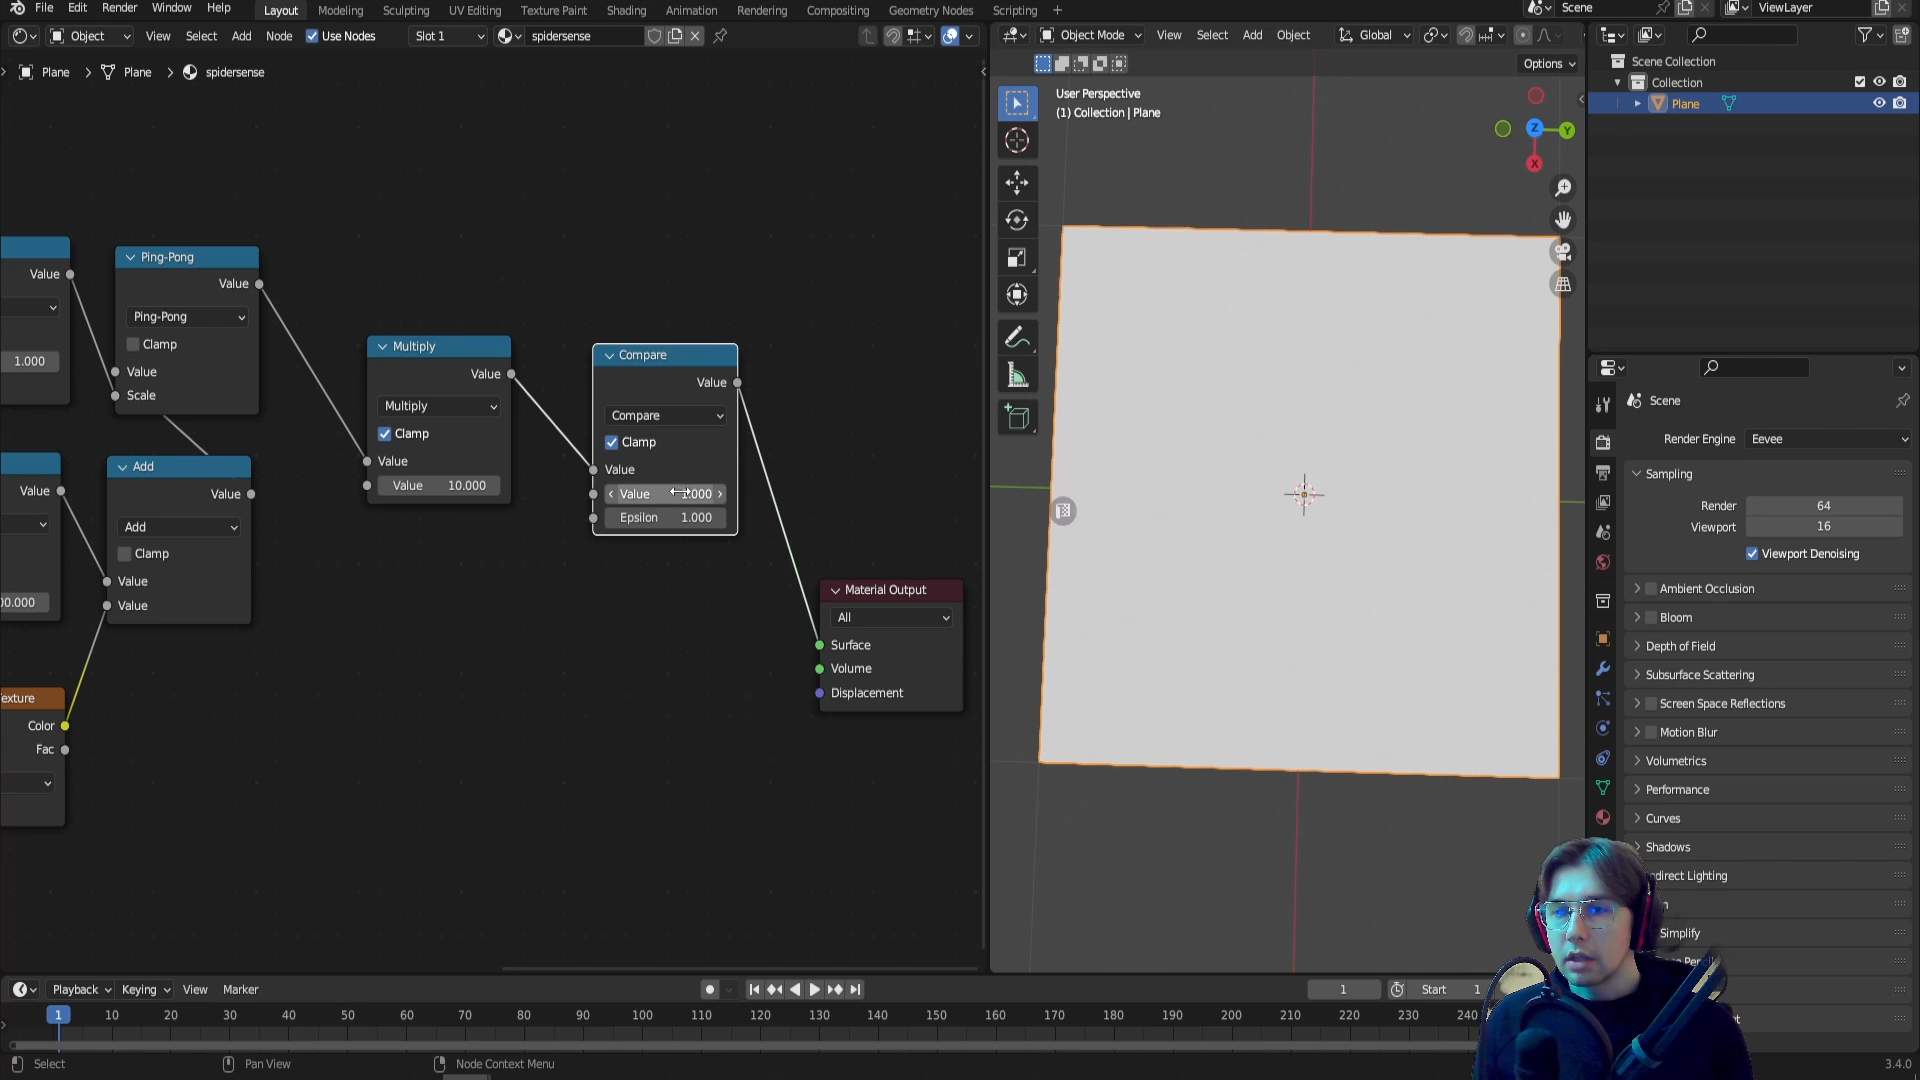 File Edit Render Window Help Layout Modeling Sculpting UV Editing Texture Paint Shading Animation Rendering Compositing Geometry Nodes Scripting + Scene ViewLayer
Object View Select Add Node Use Nodes Slot 1 spidersense
Object Mode View Select Add Object Global
Plane > Plane > spidersense
Options
User Perspective
(1) Collection | Plane
Z Y X
Scene Collection
Collection
Plane
Value
1.000
Ping-Pong
Value
Ping-Pong
Clamp
Value
Scale
Multiply
Value
Multiply
Clamp
Value
Value 10.000
Compare
Value
Compare
Clamp
Value
Value
Epsilon 1.000
Value
00.000
Add
Value
Add
Clamp
Value
Value
exture
Color
Fac
Material Output
All
Surface
Volume
Displacement
Scene
Render Engine Eevee
Sampling
Render 64
Viewport 16
Viewport Denoising
Ambient Occlusion
Bloom
Depth of Field
Subsurface Scattering
Screen Space Reflections
Motion Blur
Volumetrics
Performance
Curves
Shadows
ndirect Lighting
Simplify
Playback Keying View Marker 1 Start 1
1 10 20 30 40 50 60 70 80 90 100 110 120 130 140 150 160 170 180 190 200 210 220 230 240
Select Pan View Node Context Menu 3.4.0